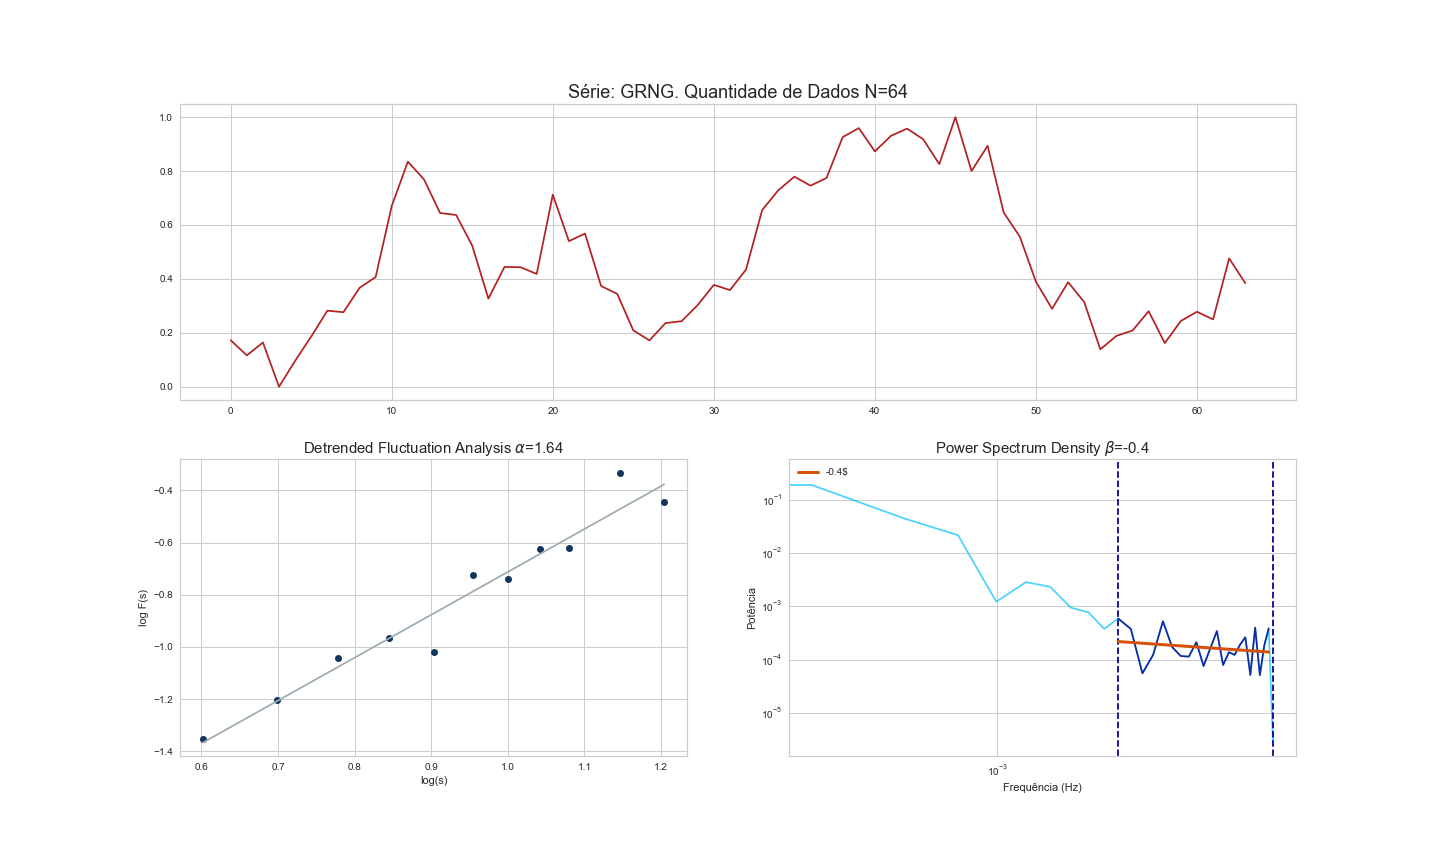 Série: GRNG. Quantidade de Dados N=64
1.0
0.8
0.6
0.4
0.2
0.0
0 10 20 30 40 50 60
Detrended Fluctuation Analysis α=1.64
log F(s)
−0.4
−0.6
−0.8
−1.0
−1.2
−1.4
0.6 0.7 0.8 0.9 1.0 1.1 1.2
log(s)
Power Spectrum Density β=-0.4
-0.4$
Potência
10⁻¹
10⁻²
10⁻³
10⁻⁴
10⁻⁵
10⁻³
Frequência (Hz)